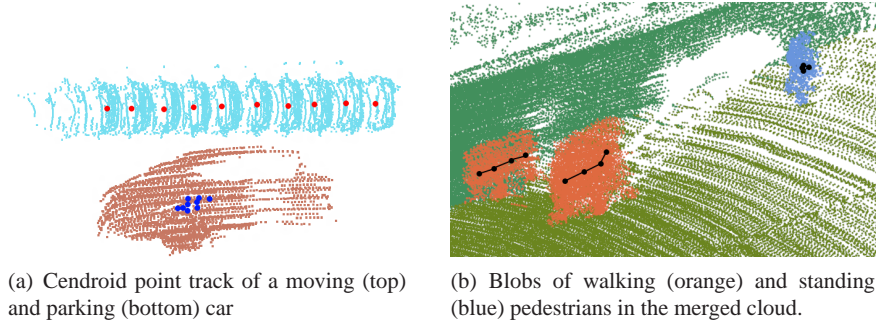 (a) Cendroid point track of a moving (top)
and parking (bottom) car
(b) Blobs of walking (orange) and standing
(blue) pedestrians in the merged cloud.